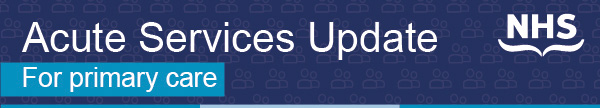 Acute Services Update
NHS
For primary care